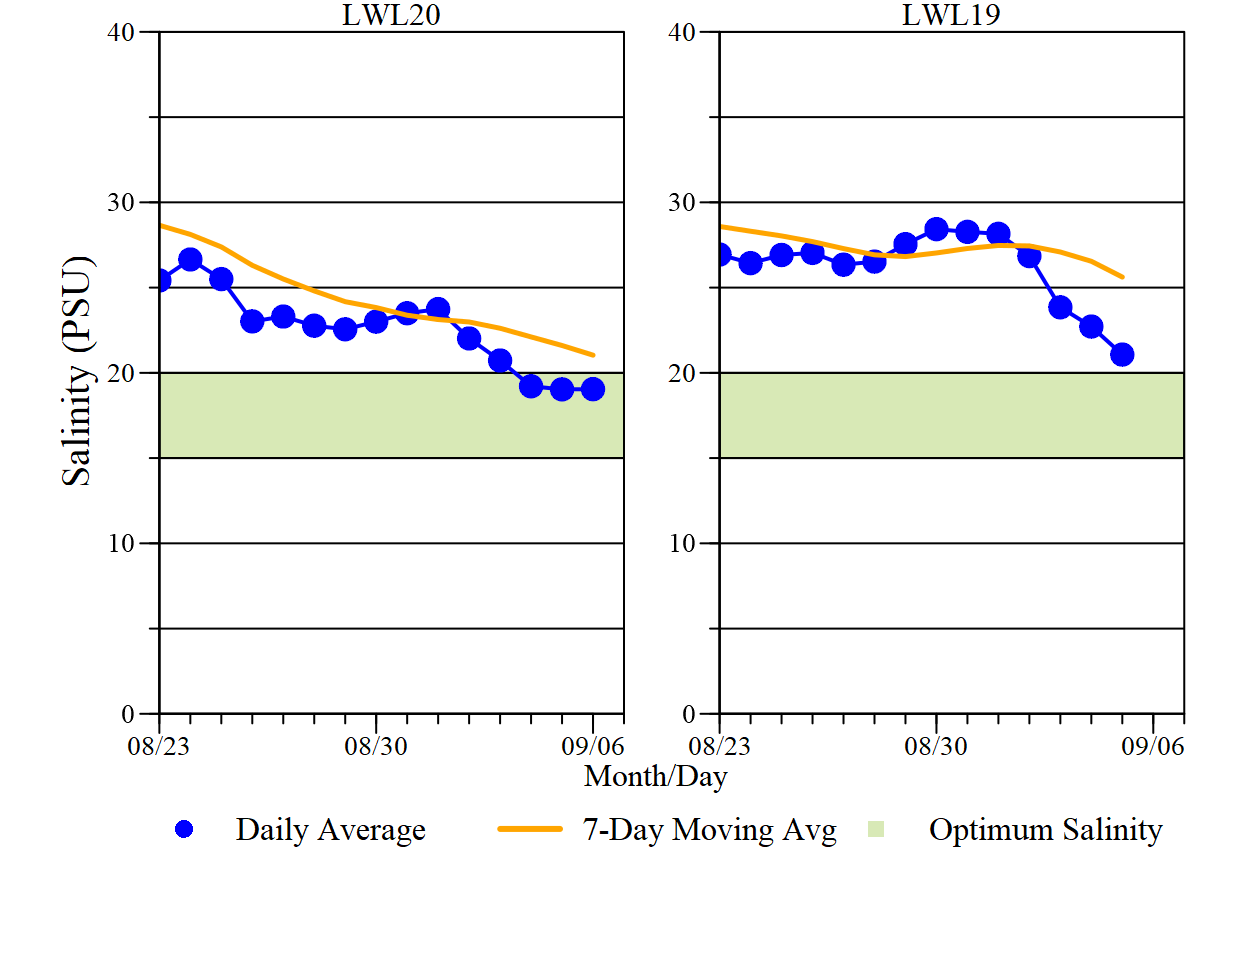 LWL20
LWL19
40
30
20
10
0
40
30
20
10
0
Salinity (PSU)
08/23
08/30
09/06
08/23
08/30
09/06
Month/Day
Daily Average
7-Day Moving Avg
Optimum Salinity